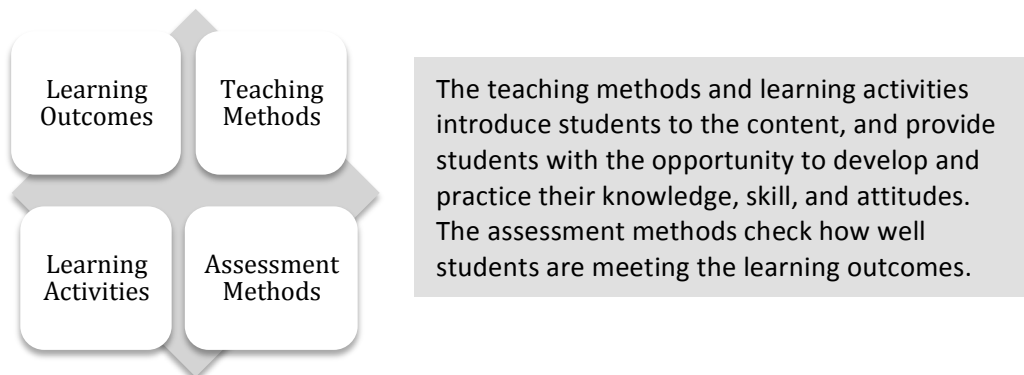 Learning
Outcomes
Teaching
Methods
Learning
Activities
Assessment
Methods
The teaching methods and learning activities
introduce students to the content, and provide
students with the opportunity to develop and
practice their knowledge, skill, and attitudes.
The assessment methods check how well
students are meeting the learning outcomes.